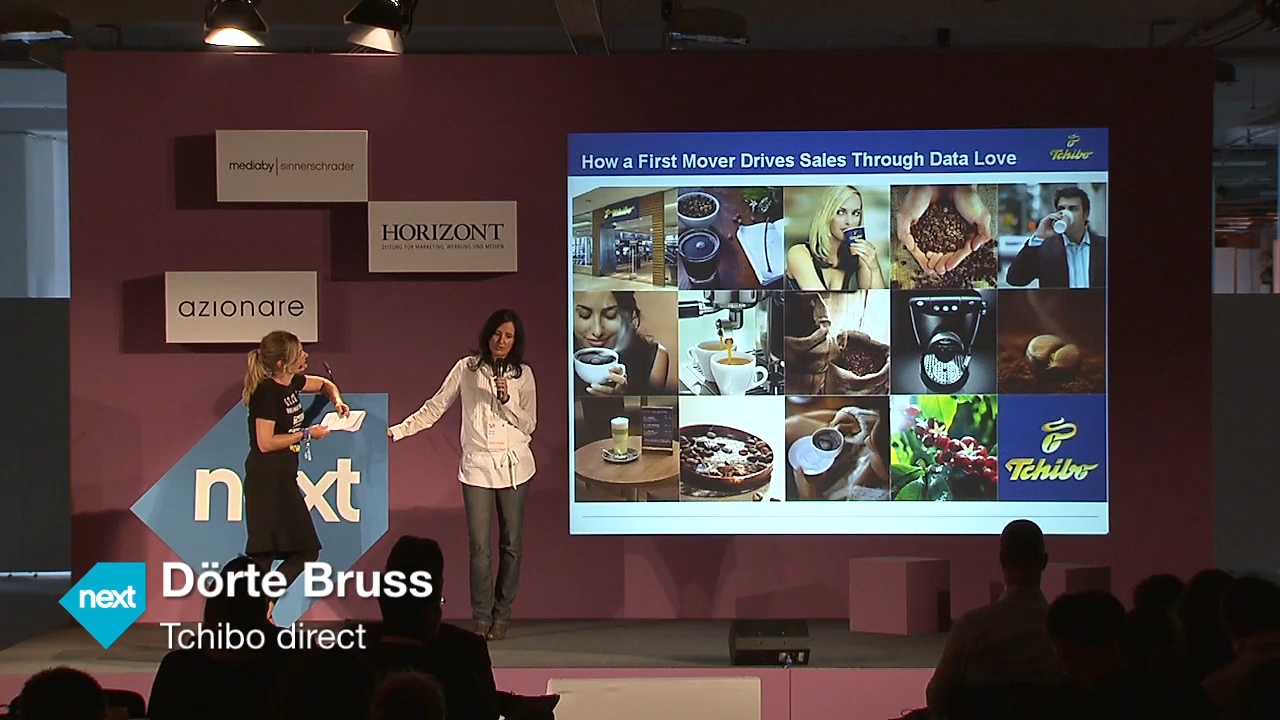 mediaby|sinnerschrader
HORIZONT
ZEITUNG FÜR MARKETING, WERBUNG UND MEDIEN
azionare
next
How a First Mover Drives Sales Through Data Love
Tchibo
Tchibo
Tchibo
next
Dörte Bruss
Tchibo direct